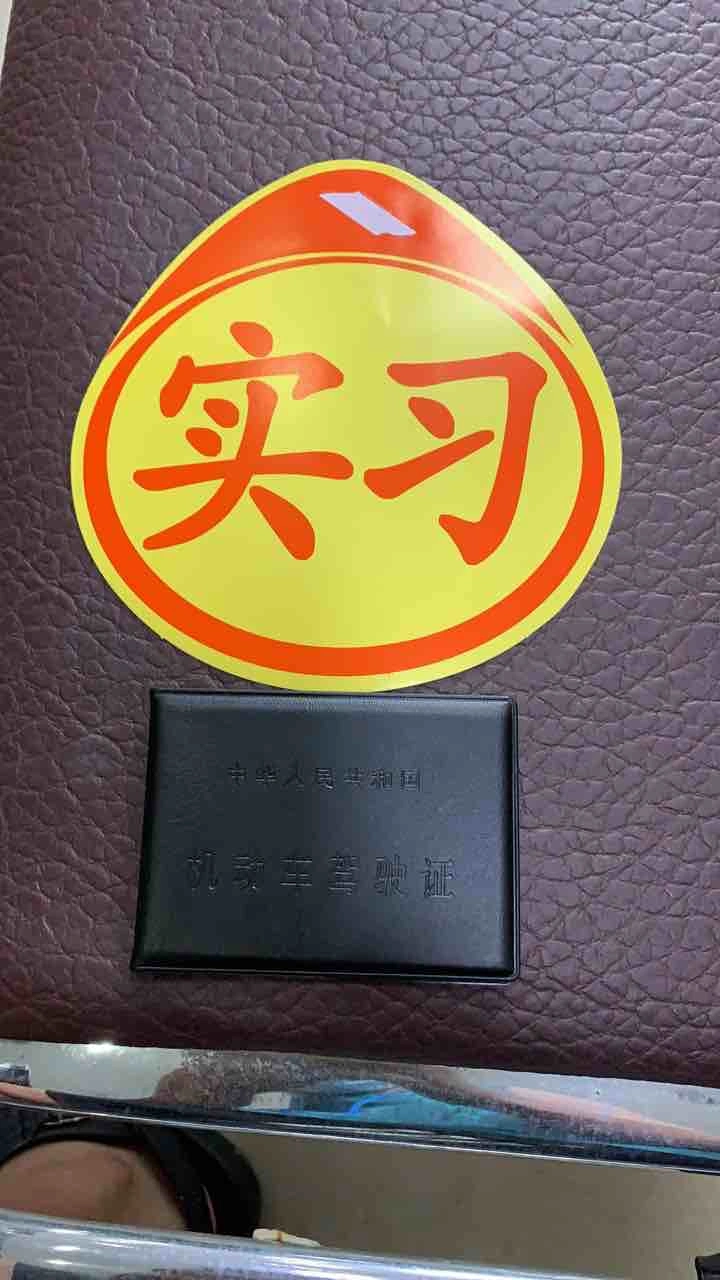 实习
中华人民共和国
机动车驾驶证